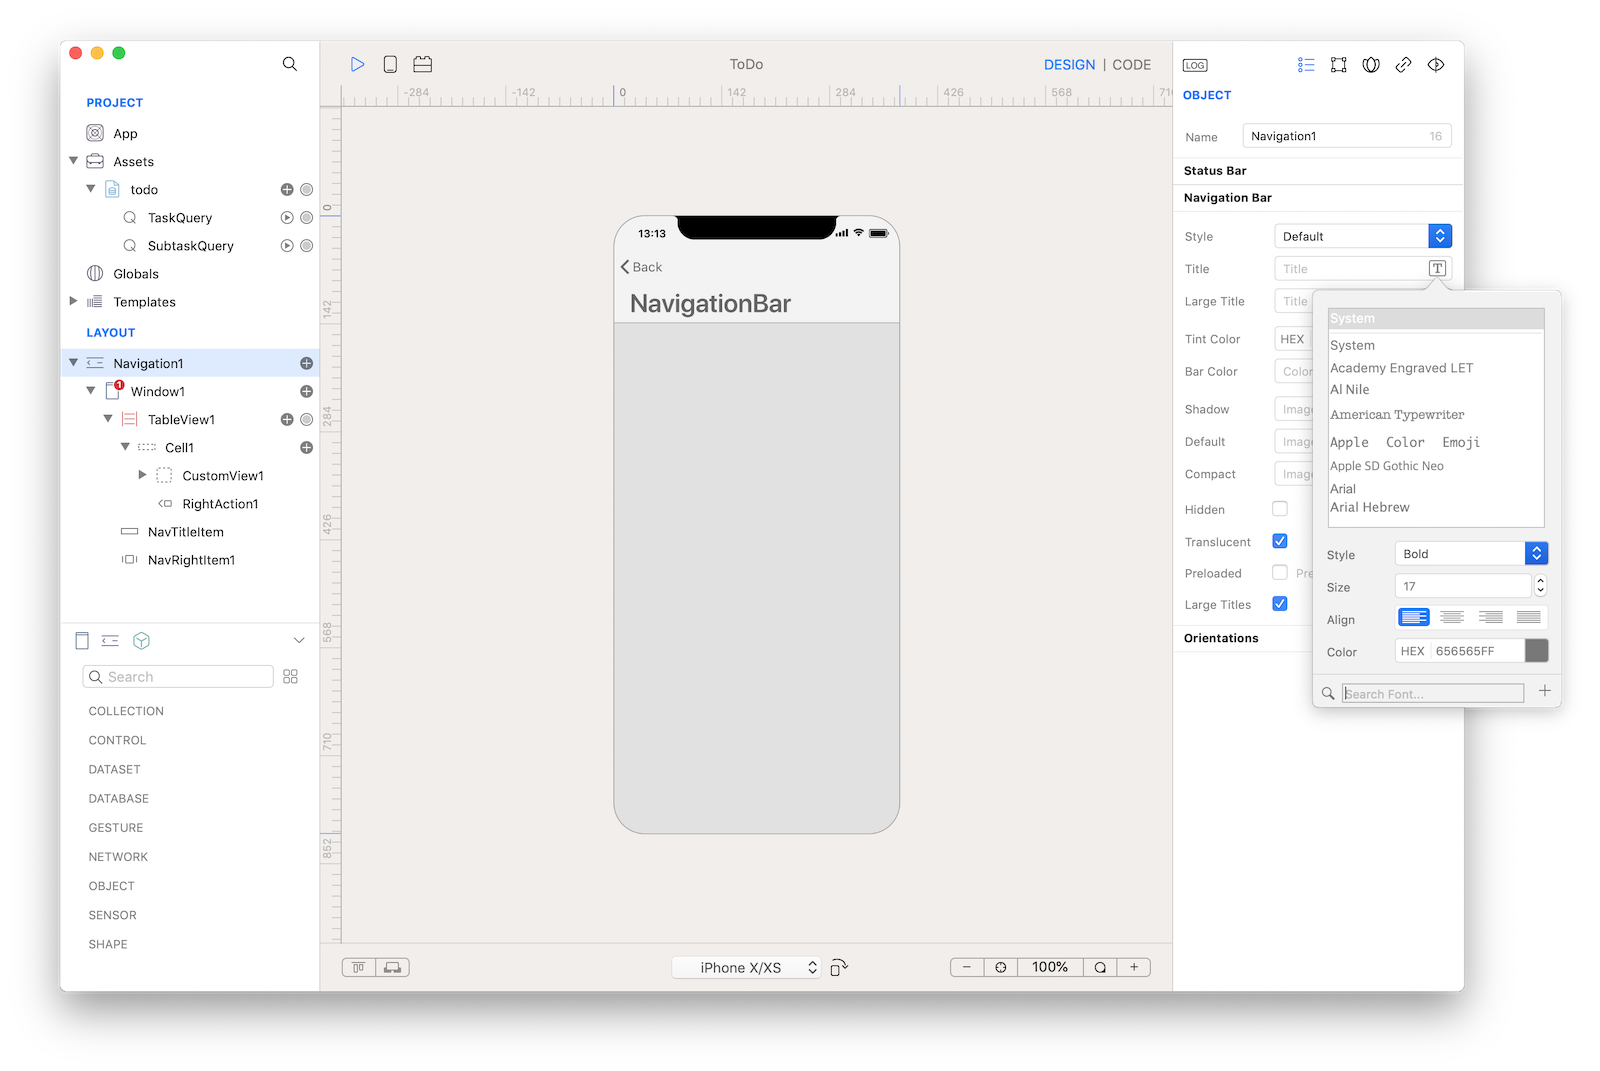 PROJECT
App
Assets
todo
TaskQuery
SubtaskQuery
Globals
Templates
LAYOUT
Navigation1
1
Window1
TableView1
Cell1
CustomView1
RightAction1
NavTitleItem
NavRightItem1
Search
COLLECTION
CONTROL
DATASET
DATABASE
GESTURE
NETWORK
OBJECT
SENSOR
SHAPE
ToDo
DESIGN | CODE
-284 -142 0 142 284 426 568 710
0
142
284
426
568
710
852
13:13
Back
NavigationBar
iPhone X/XS
− 100% +
LOG
OBJECT
Name Navigation1 16
Status Bar
Navigation Bar
Style Default
Title Title T
Large Title Title
Tint Color HEX
Bar Color Color
Shadow Imag
Default Imag
Compact Imag
Hidden
Translucent
Preloaded Pre
Large Titles
Orientations
System
System
Academy Engraved LET
Al Nile
American Typewriter
Apple Color Emoji
Apple SD Gothic Neo
Arial
Arial Hebrew
Style Bold
Size 17
Align
Color HEX 656565FF
Search Font... +